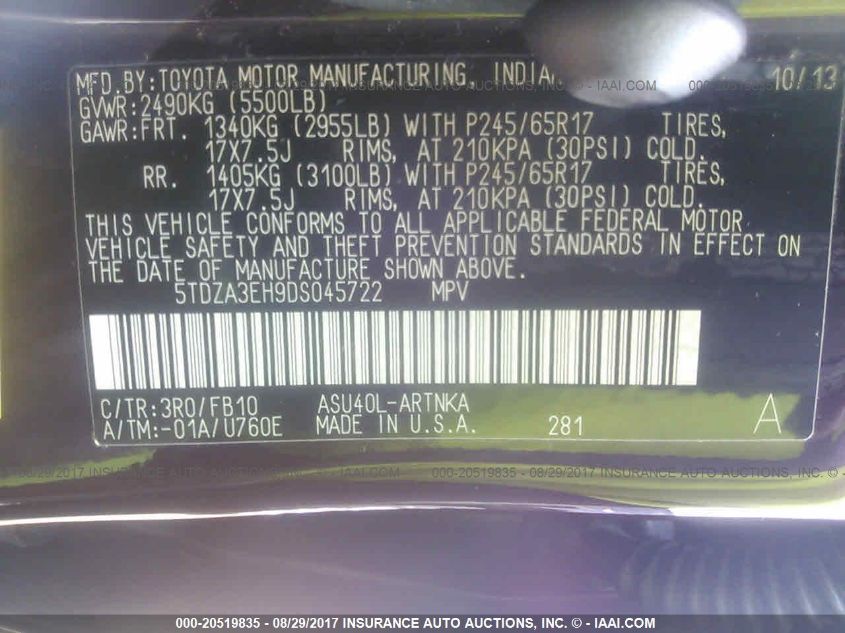 MFD.BY:TOYOTA MOTOR MANUFACTURING, 10/13
GVWR:2490KG (5500LB)
GAWR:FRT. 1340KG (2955LB) WITH P245/65R17 TIRES,
17X7.5J RIMS, AT 210KPA (30PSI) COLD.
RR. 1405KG (3100LB) WITH P245/65R17 TIRES,
17X7.5J RIMS, AT 210KPA (30PSI) COLD.
THIS VEHICLE CONFORMS TO ALL APPLICABLE FEDERAL MOTOR
VEHICLE SAFETY AND THEFT PREVENTION STANDARDS IN EFFECT ON
THE DATE OF MANUFACTURE SHOWN ABOVE.
5TDZA3EH9DS045722 MPV
C/TR:3R0/FB10 ASU40L-ARTNKA
A/TM:-01A/U760E MADE IN U.S.A. 281 A
000-20519835 - 08/29/2017 INSURANCE AUTO AUCTIONS, INC. ©
000-20519835 - 08/29/2017 INSURANCE AUTO AUCTIONS, INC. - © IAAI.COM